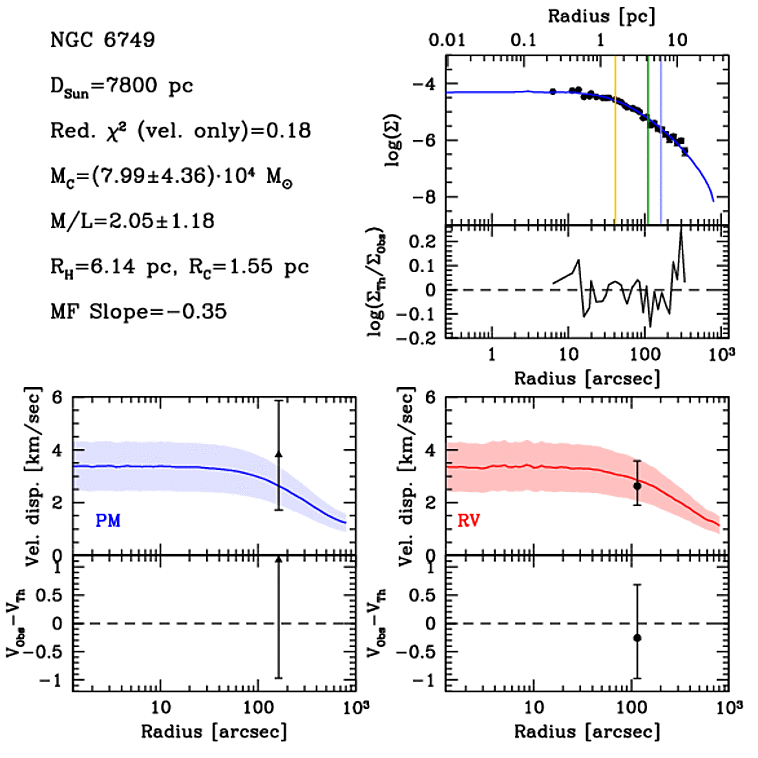 NGC 6749
D_Sun=7800 pc
Red. χ² (vel. only)=0.18
M_C=(7.99±4.36)·10⁴ M_⊙
M/L=2.05±1.18
R_H=6.14 pc, R_C=1.55 pc
MF Slope=−0.35
Radius [pc]
0.01 0.1 1 10
log(Σ)
−4
−6
−8
log(Σ_Th/Σ_Obs)
0.2
0.1
0
−0.1
−0.2
1 10 100 10³
Radius [arcsec]
Vel. disp. [km/sec]
6
4
2
0
PM
V_Obs−V_Th
1
0.5
0
−0.5
−1
10 100 10³
Radius [arcsec]
Vel. disp. [km/sec]
6
4
2
0
RV
V_Obs−V_Th
1
0.5
0
−0.5
−1
10 100 10³
Radius [arcsec]